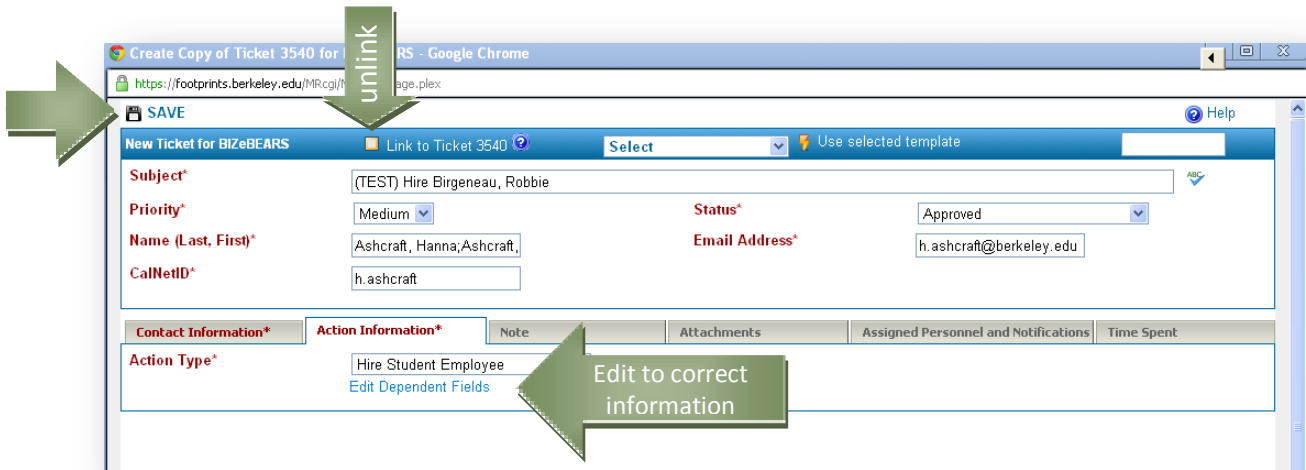 unlink
Create Copy of Ticket 3540 for RS - Google Chrome
https://footprints.berkeley.edu/MRcgi/ age.plex
SAVE
Help
New Ticket for BIZeBEARS Link to Ticket 3540 ? Select Use selected template
Subject* (TEST) Hire Birgeneau, Robbie ABC
Priority* Medium Status* Approved
Name (Last, First)* Ashcraft, Hanna;Ashcraft, Email Address* h.ashcraft@berkeley.edu
CalNetID* h.ashcraft
Contact Information* Action Information* Note Attachments Assigned Personnel and Notifications Time Spent
Action Type* Hire Student Employee
Edit Dependent Fields
Edit to correct
information